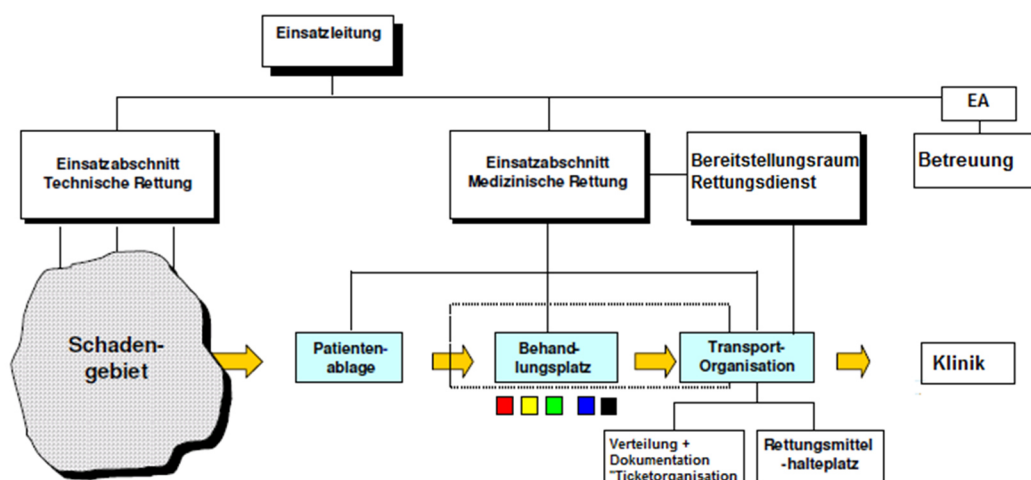 Einsatzleitung
EA
Einsatzabschnitt
Technische Rettung
Einsatzabschnitt
Medizinische Rettung
Bereitstellungsraum
Rettungsdienst
Betreuung
Schaden-
gebiet
Patienten-
ablage
Behand-
lungsplatz
Transport-
Organisation
Klinik
Verteilung +
Dokumentation
"Ticketorganisation
Rettungsmittel
-halteplatz